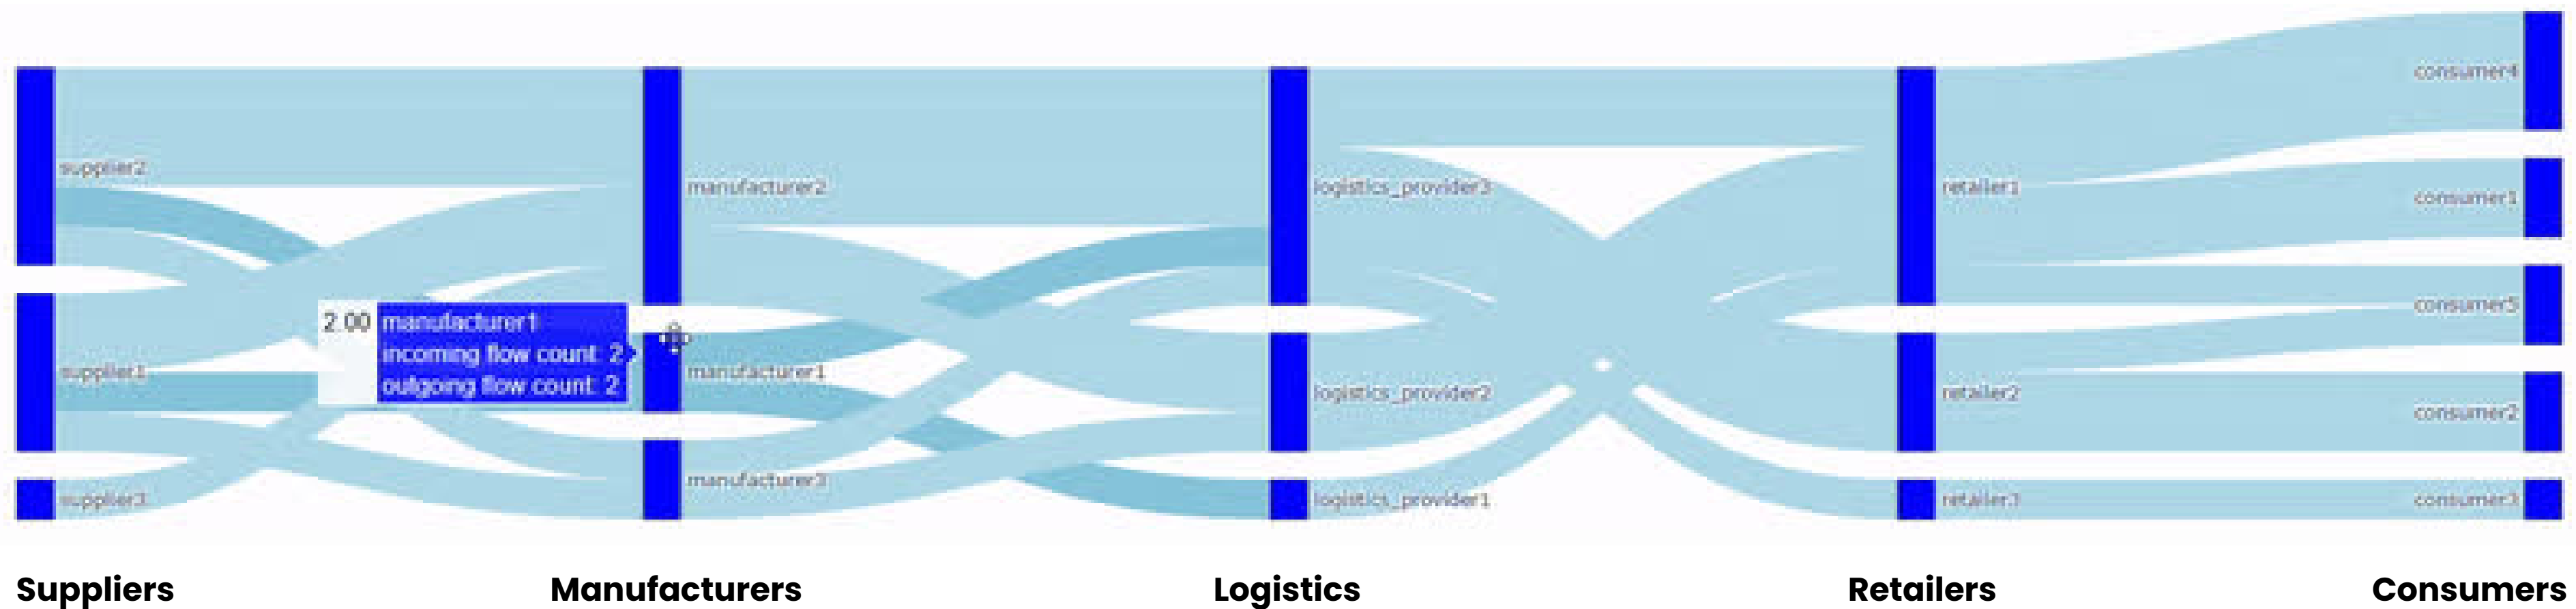 consumer4
supplier2
manufacturer2
logistics_provider3
retailer1
consumer1
consumer5
2.00 manufacturer1
incoming flow count: 2
outgoing flow count: 2
supplier1
manufacturer1
logistics_provider2
retailer2
consumer2
manufacturer3
supplier3
logistics_provider1
retailer3
consumer3
Suppliers
Manufacturers
Logistics
Retailers
Consumers